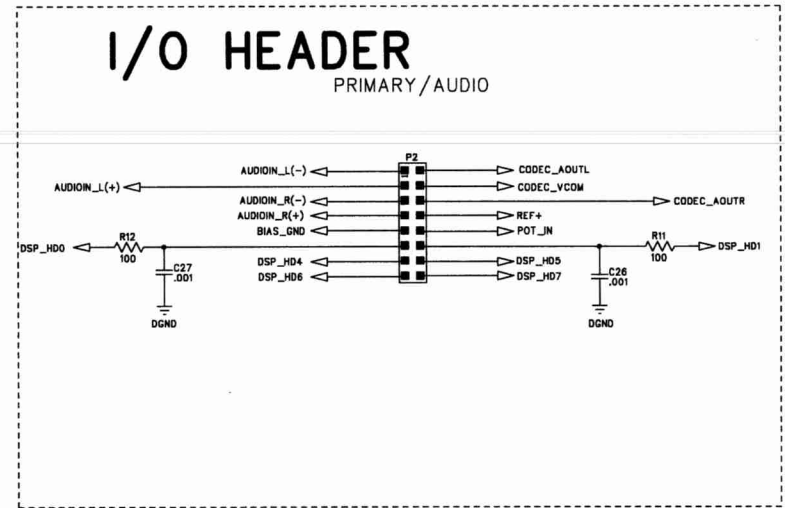 I/O HEADER
PRIMARY/AUDIO
P2
AUDIOIN_L(-) CODEC_AOUTL
AUDIOIN_L(+) CODEC_VCOM
AUDIOIN_R(-) CODEC_AOUTR
AUDIOIN_R(+) REF+
BIAS_GND POT_IN
R12 R11
DSP_HD0 DSP_HD1
100 100
DSP_HD4 DSP_HD5
C27 C26
.001 .001
DSP_HD6 DSP_HD7
DGND DGND